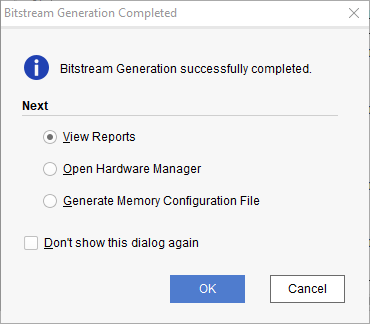 Bitstream Generation Completed
Bitstream Generation successfully completed.
Next
View Reports
Open Hardware Manager
Generate Memory Configuration File
Don't show this dialog again
OK
Cancel